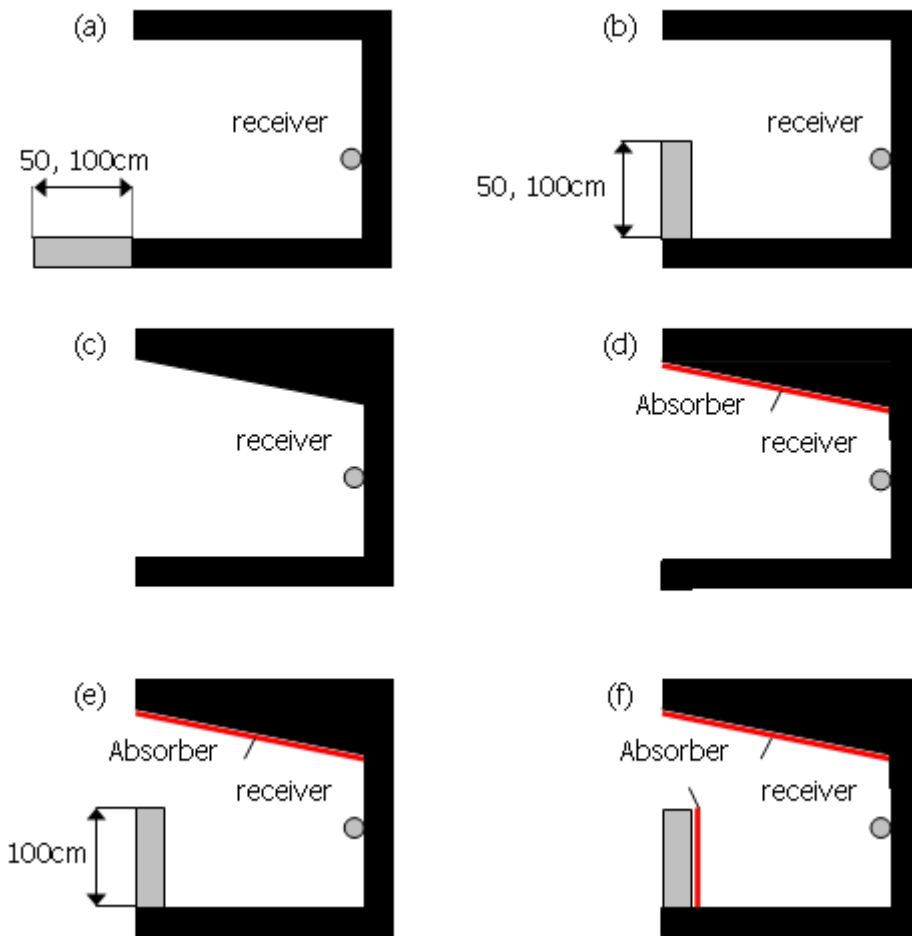 (a)
receiver
50, 100cm
(b)
receiver
50, 100cm
(c)
receiver
(d)
Absorber
receiver
(e)
Absorber
receiver
100cm
(f)
Absorber
receiver